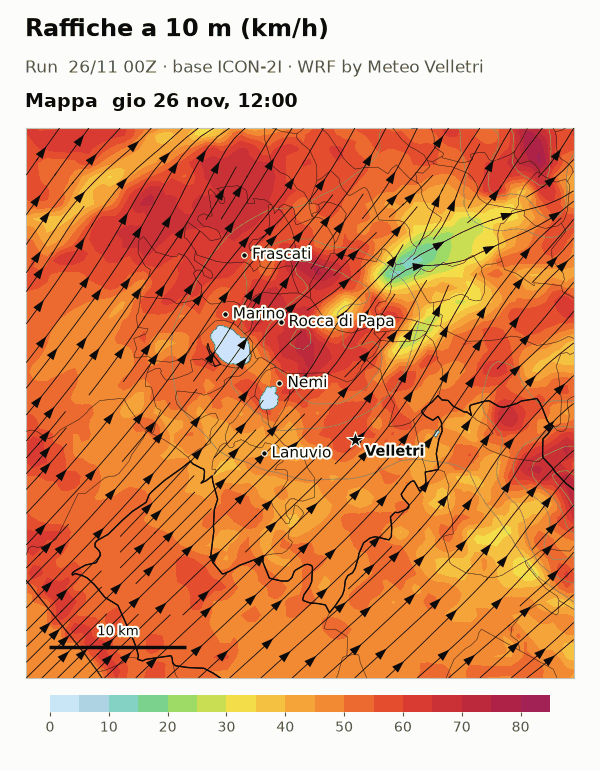 Raffiche a 10 m (km/h)
Run  26/11 00Z · base ICON-2I · WRF by Meteo Velletri
Mappa  gio 26 nov, 12:00
Frascati
Marino
Rocca di Papa
Nemi
Velletri
Lanuvio
10 km
0 10 20 30 40 50 60 70 80